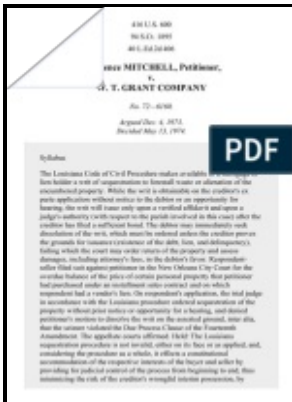 416 U.S. 600
94 S.Ct. 1895
40 L.Ed.2d 406
ence MITCHELL, Petitioner,
v.
W. T. GRANT COMPANY
No. 72—6160.
Argued Dec. 4, 1973.
Decided May 13, 1974.
PDF
Syllabus
The Louisiana Code of Civil Procedure makes available to a mortgage or
lien holder a writ of sequestration to forestall waste or alienation of the
encumbered property. While the writ is obtainable on the creditor's ex
parte application without notice to the debtor or an opportunity for
hearing, the writ will issue only upon a verified affidavit and upon a
judge's authority (with respect to the parish involved in this case) after the
creditor has filed a sufficient bond. The debtor may immediately seek
dissolution of the writ, which must be ordered unless the creditor proves
the grounds for issuance (existence of the debt, lien, and delinquency),
failing which the court may order return of the property and assess
damages, including attorney's fees, in the debtor's favor. Respondent-
seller filed suit against petitioner in the New Orleans City Court for the
overdue balance of the price of certain personal property that petitioner
had purchased under an installment sales contract and on which
respondent had a vendor's lien. On respondent's application, the trial judge
in accordance with the Louisiana procedure ordered sequestration of the
property without prior notice or opportunity for a hearing, and denied
petitioner's motion to dissolve the writ on the asserted ground, inter alia,
that the seizure violated the Due Process Clause of the Fourteenth
Amendment. The appellate courts affirmed. Held: The Louisiana
sequestration procedure is not invalid, either on its face or as applied; and,
considering the procedure as a whole, it effects a constitutional
accommodation of the respective interests of the buyer and seller by
providing for judicial control of the process from beginning to end, thus
minimizing the risk of the creditor's wrongful interim possession, by